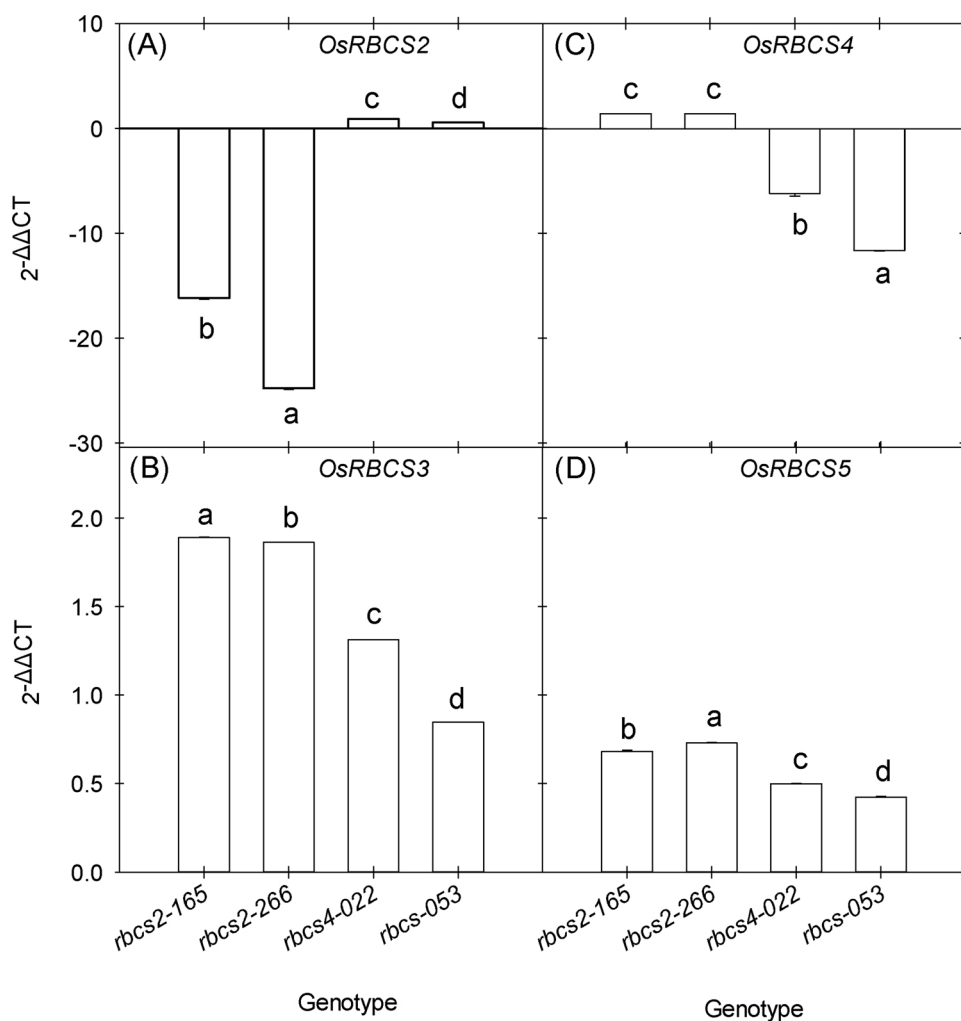 (A) OsRBCS2
10
0
-10
-20
-30
2-ΔΔCT
c d
b
a
(C) OsRBCS4
c c
b
a
(B) OsRBCS3
2.0
1.5
1.0
0.5
0.0
2-ΔΔCT
a b
c
d
(D) OsRBCS5
b a
c d
rbcs2-165 rbcs2-266 rbcs4-022 rbcs-053
Genotype
rbcs2-165 rbcs2-266 rbcs4-022 rbcs-053
Genotype